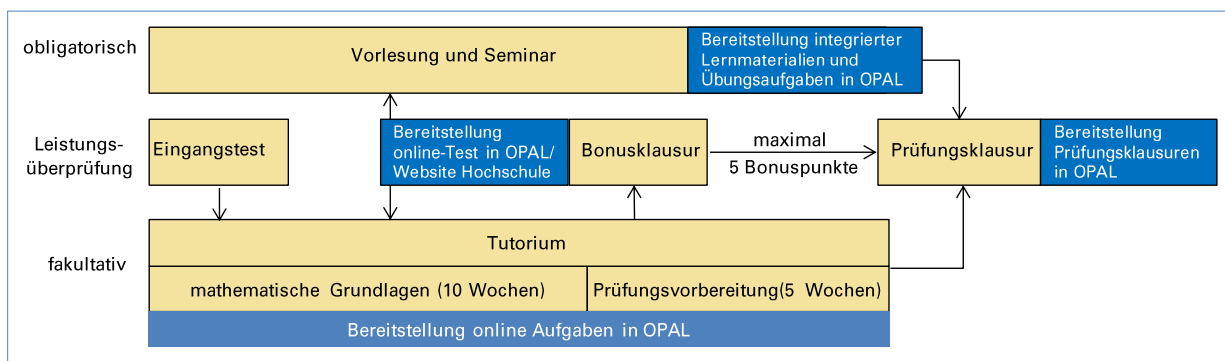 obligatorisch
Vorlesung und Seminar
Bereitstellung integrierter
Lernmaterialien und
Übungsaufgaben in OPAL
Leistungs-
überprüfung
Eingangstest
Bereitstellung
online-Test in OPAL/
Website Hochschule
Bonusklausur
maximal
5 Bonuspunkte
Prüfungsklausur
Bereitstellung
Prüfungsklausuren
in OPAL
fakultativ
Tutorium
mathematische Grundlagen (10 Wochen)
Prüfungsvorbereitung(5 Wochen)
Bereitstellung online Aufgaben in OPAL